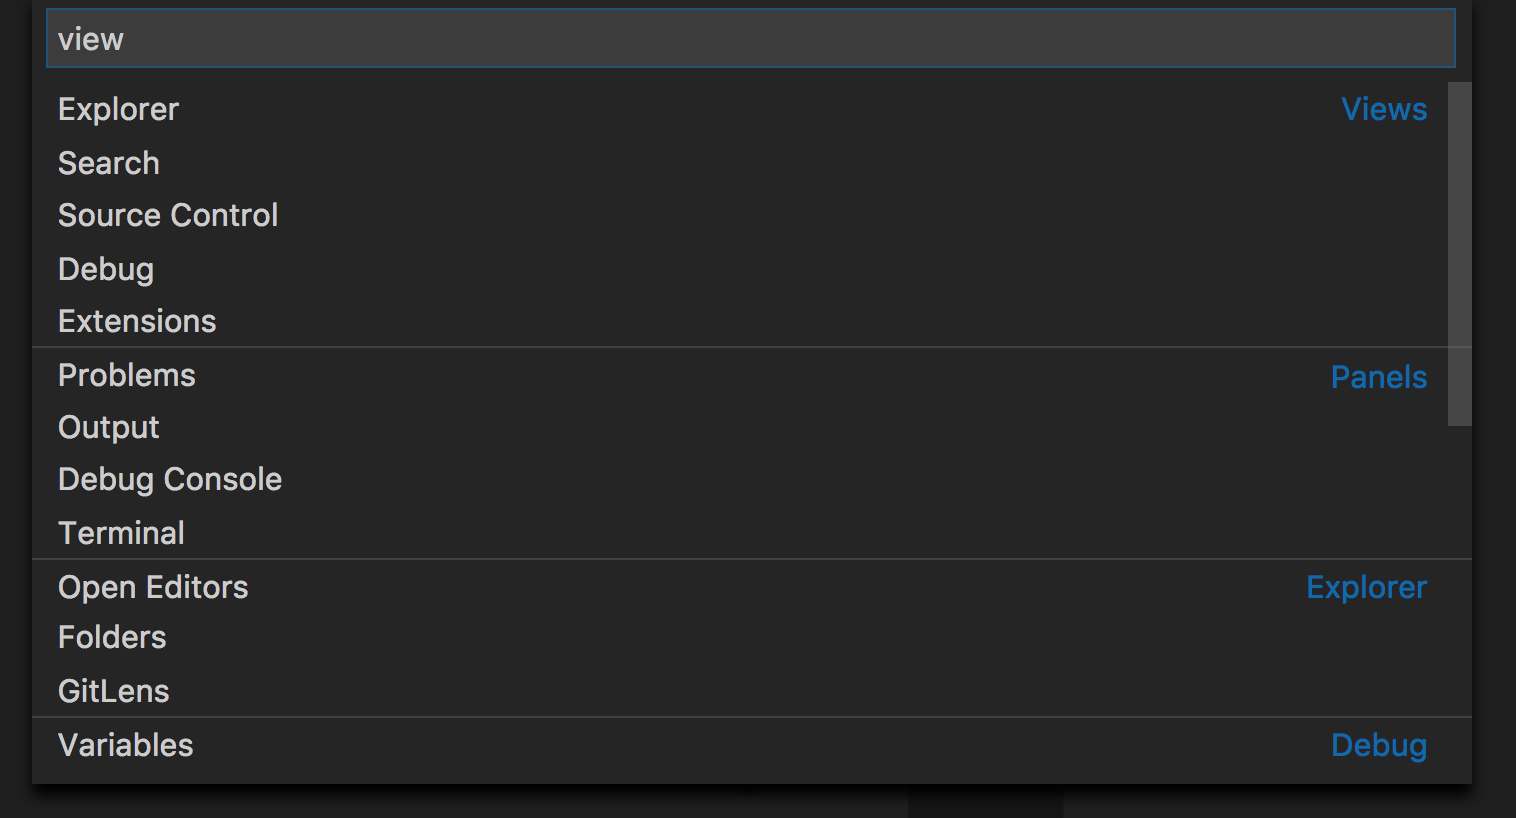 view
Explorer Views
Search
Source Control
Debug
Extensions
Problems Panels
Output
Debug Console
Terminal
Open Editors Explorer
Folders
GitLens
Variables Debug